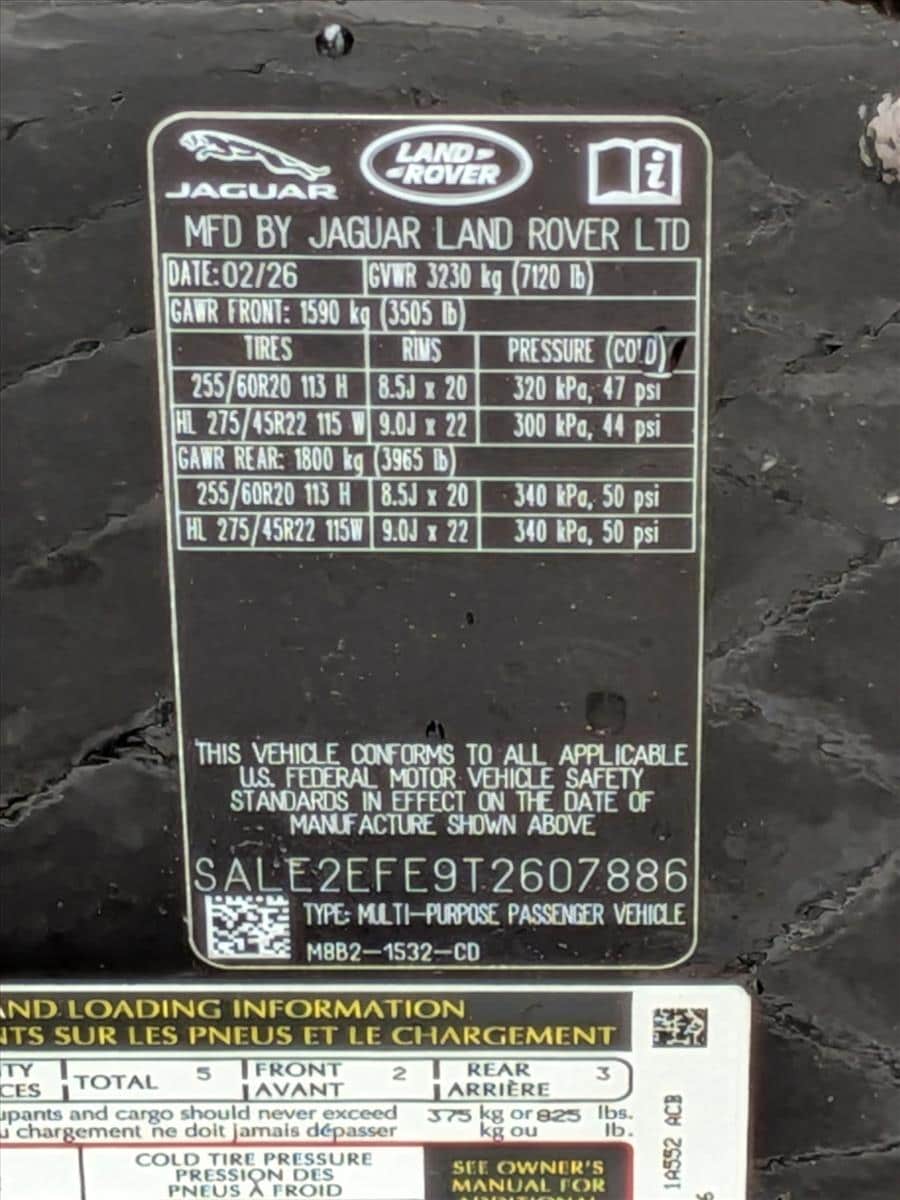 JAGUAR
LAND
ROVER
i
MFD BY JAGUAR LAND ROVER LTD
DATE:02/26 GVWR 3230 kg (7120 lb)
GAWR FRONT: 1590 kg (3505 lb)
TIRES RIMS PRESSURE (COLD)
255/60R20 113 H 8.5J x 20 320 kPa, 47 psi
HL 275/45R22 115 W 9.0J x 22 300 kPa, 44 psi
GAWR REAR: 1800 kg (3965 lb)
255/60R20 113 H 8.5J x 20 340 kPa, 50 psi
HL 275/45R22 115W 9.0J x 22 340 kPa, 50 psi
THIS VEHICLE CONFORMS TO ALL APPLICABLE
U.S. FEDERAL MOTOR VEHICLE SAFETY
STANDARDS IN EFFECT ON THE DATE OF
MANUFACTURE SHOWN ABOVE
SALE2EFE9T2607886
TYPE: MULTI-PURPOSE PASSENGER VEHICLE
M8B2-1532-CD
AND LOADING INFORMATION
NTS SUR LES PNEUS ET LE CHARGEMENT
TY TOTAL 5 FRONT 2 REAR 3
CES AVANT ARRIÈRE
upants and cargo should never exceed 375 kg or 825 lbs.
u chargement ne doit jamais dépasser kg ou lb.
COLD TIRE PRESSURE
PRESSION DES
PNEUS À FROID
SEE OWNER'S
MANUAL FOR
ADDITIONAL
1A552 ACB